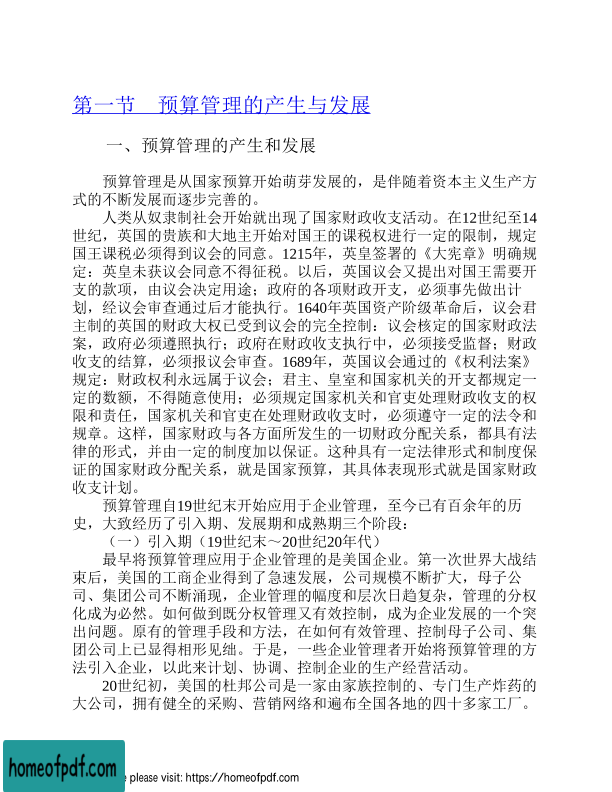 第一节　预算管理的产生与发展
一、预算管理的产生和发展
预算管理是从国家预算开始萌芽发展的，是伴随着资本主义生产方
式的不断发展而逐步完善的。
人类从奴隶制社会开始就出现了国家财政收支活动。在12世纪至14
世纪，英国的贵族和大地主开始对国王的课税权进行一定的限制，规定
国王课税必须得到议会的同意。1215年，英皇签署的《大宪章》明确规
定：英皇未获议会同意不得征税。以后，英国议会又提出对国王需要开
支的款项，由议会决定用途；政府的各项财政开支，必须事先做出计
划，经议会审查通过后才能执行。1640年英国资产阶级革命后，议会君
主制的英国的财政大权已受到议会的完全控制：议会核定的国家财政法
案，政府必须遵照执行；政府在财政收支执行中，必须接受监督；财政
收支的结算，必须报议会审查。1689年，英国议会通过的《权利法案》
规定：财政权利永远属于议会；君主、皇室和国家机关的开支都规定一
定的数额，不得随意使用；必须规定国家机关和官吏处理财政收支的权
限和责任，国家机关和官吏在处理财政收支时，必须遵守一定的法令和
规章。这样，国家财政与各方面所发生的一切财政分配关系，都具有法
律的形式，并由一定的制度加以保证。这种具有一定法律形式和制度保
证的国家财政分配关系，就是国家预算，其具体表现形式就是国家财政
收支计划。
预算管理自19世纪末开始应用于企业管理，至今已有百余年的历
史，大致经历了引入期、发展期和成熟期三个阶段：
（一）引入期（19世纪末～20世纪20年代）
最早将预算管理应用于企业管理的是美国企业。第一次世界大战结
束后，美国的工商企业得到了急速发展，公司规模不断扩大，母子公
司、集团公司不断涌现，企业管理的幅度和层次日趋复杂，管理的分权
化成为必然。如何做到既分权管理又有效控制，成为企业发展的一个突
出问题。原有的管理手段和方法，在如何有效管理、控制母子公司、集
团公司上已显得相形见绌。于是，一些企业管理者开始将预算管理的方
法引入企业，以此来计划、协调、控制企业的生产经营活动。
20世纪初，美国的杜邦公司是一家由家族控制的、专门生产炸药的
大公司，拥有健全的采购、营销网络和遍布全国各地的四十多家工厂。
homeofpdf.com
e please visit: https://homeofpdf.com